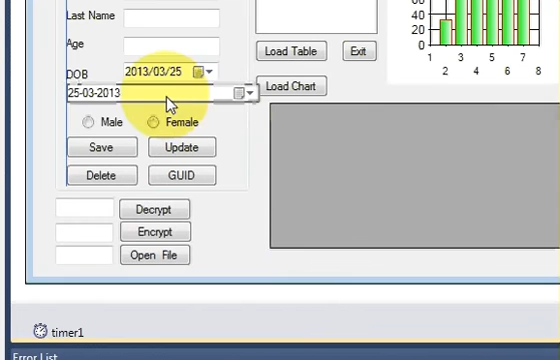 Last Name
Age
DOB 2013/03/25
25-03-2013
Male Female
Save Update
Delete GUID
Decrypt
Encrypt
Open File
Load Table Exit
Load Chart
60
40
20
0
1 2 3 4 5 6 7 8
timer1
Error List